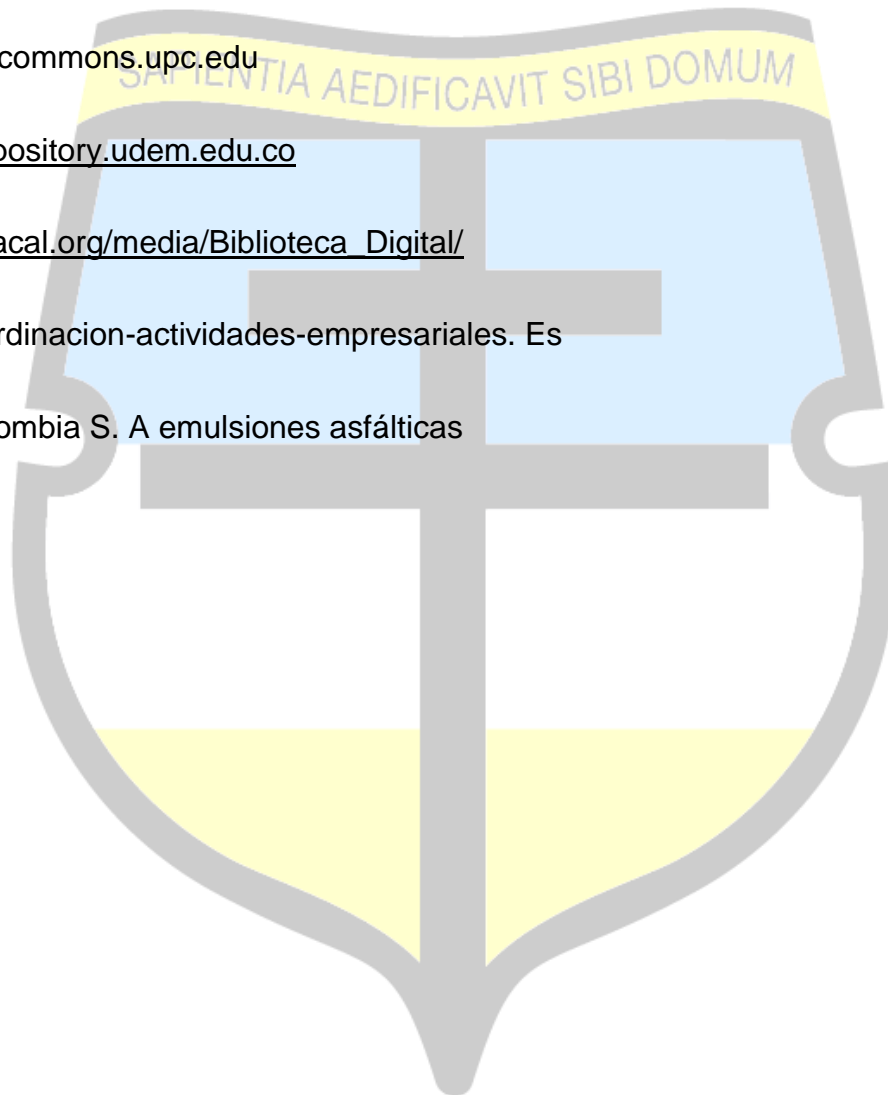 commons.upc.edu
SAPIENTIA AEDIFICAVIT SIBI DOMUM
pository.udem.edu.co
acal.org/media/Biblioteca_Digital/
rdinacion-actividades-empresariales. Es
ombia S. A emulsiones asfálticas